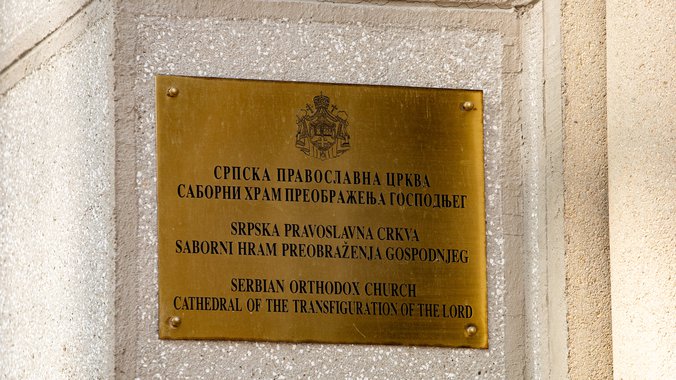 СРПСКА ПРАВОСЛАВНА ЦРКВА
САБОРНИ ХРАМ ПРЕОБРАЖЕЊА ГОСПОДЊЕГ
SRPSKA PRAVOSLAVNA CRKVA
SABORNI HRAM PREOBRAŽENJA GOSPODNJEG
SERBIAN ORTHODOX CHURCH
CATHEDRAL OF THE TRANSFIGURATION OF THE LORD